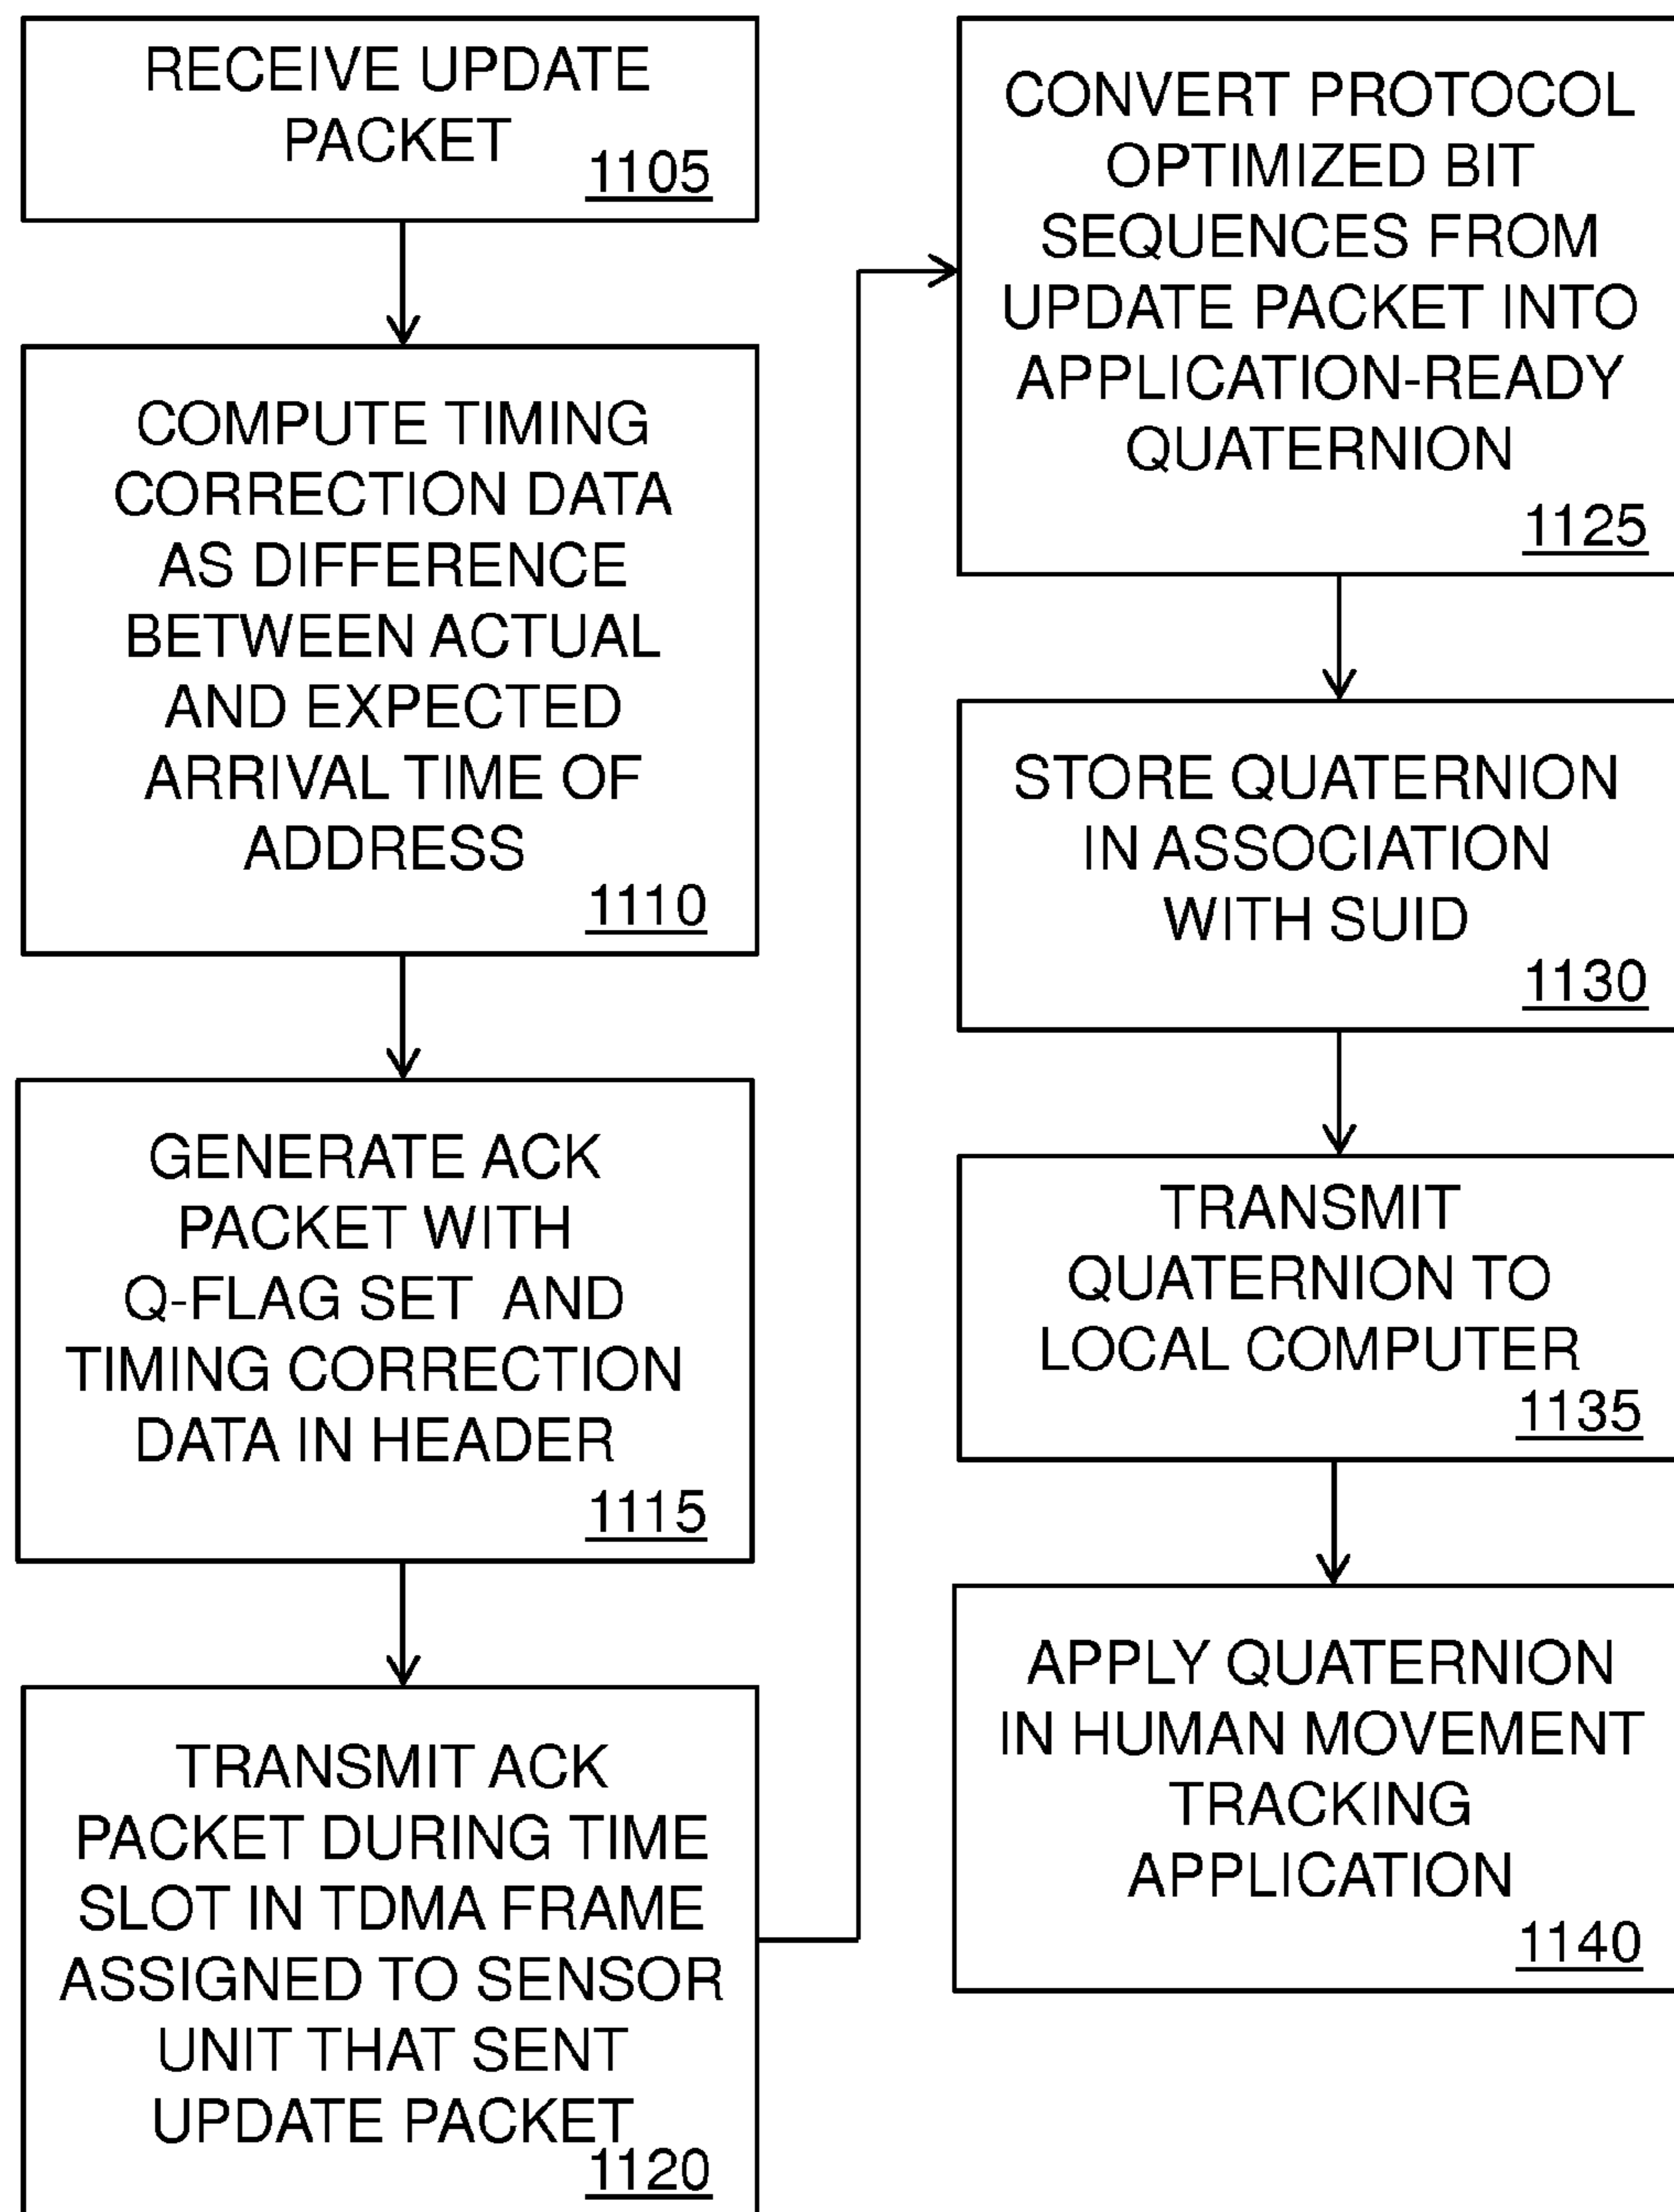 RECEIVE UPDATE
PACKET
1105
COMPUTE TIMING
CORRECTION DATA
AS DIFFERENCE
BETWEEN ACTUAL
AND EXPECTED
ARRIVAL TIME OF
ADDRESS
1110
GENERATE ACK
PACKET WITH
Q-FLAG SET AND
TIMING CORRECTION
DATA IN HEADER
1115
TRANSMIT ACK
PACKET DURING TIME
SLOT IN TDMA FRAME
ASSIGNED TO SENSOR
UNIT THAT SENT
UPDATE PACKET
1120
CONVERT PROTOCOL
OPTIMIZED BIT
SEQUENCES FROM
UPDATE PACKET INTO
APPLICATION-READY
QUATERNION
1125
STORE QUATERNION
IN ASSOCIATION
WITH SUID
1130
TRANSMIT
QUATERNION TO
LOCAL COMPUTER
1135
APPLY QUATERNION
IN HUMAN MOVEMENT
TRACKING
APPLICATION
1140